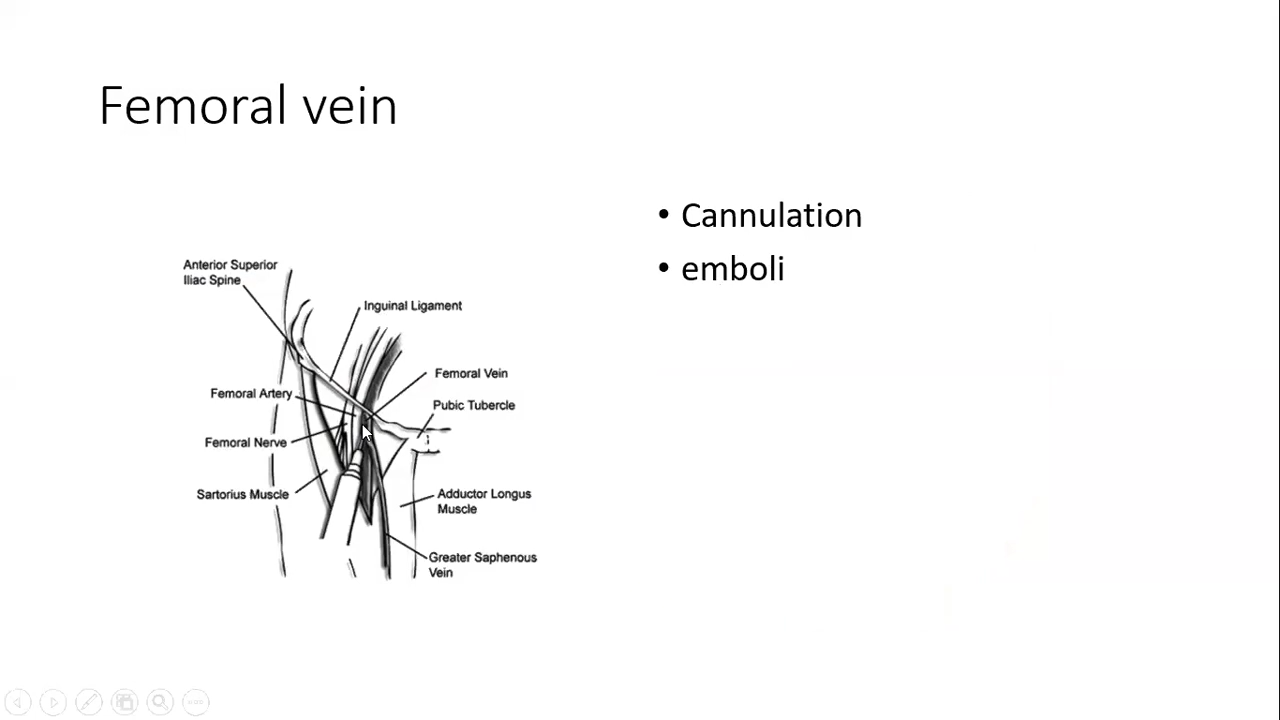 Femoral vein
• Cannulation
• emboli
Anterior Superior
Iliac Spine
Inguinal Ligament
Femoral Vein
Femoral Artery
Pubic Tubercle
Femoral Nerve
Sartorius Muscle
Adductor Longus
Muscle
Greater Saphenous
Vein